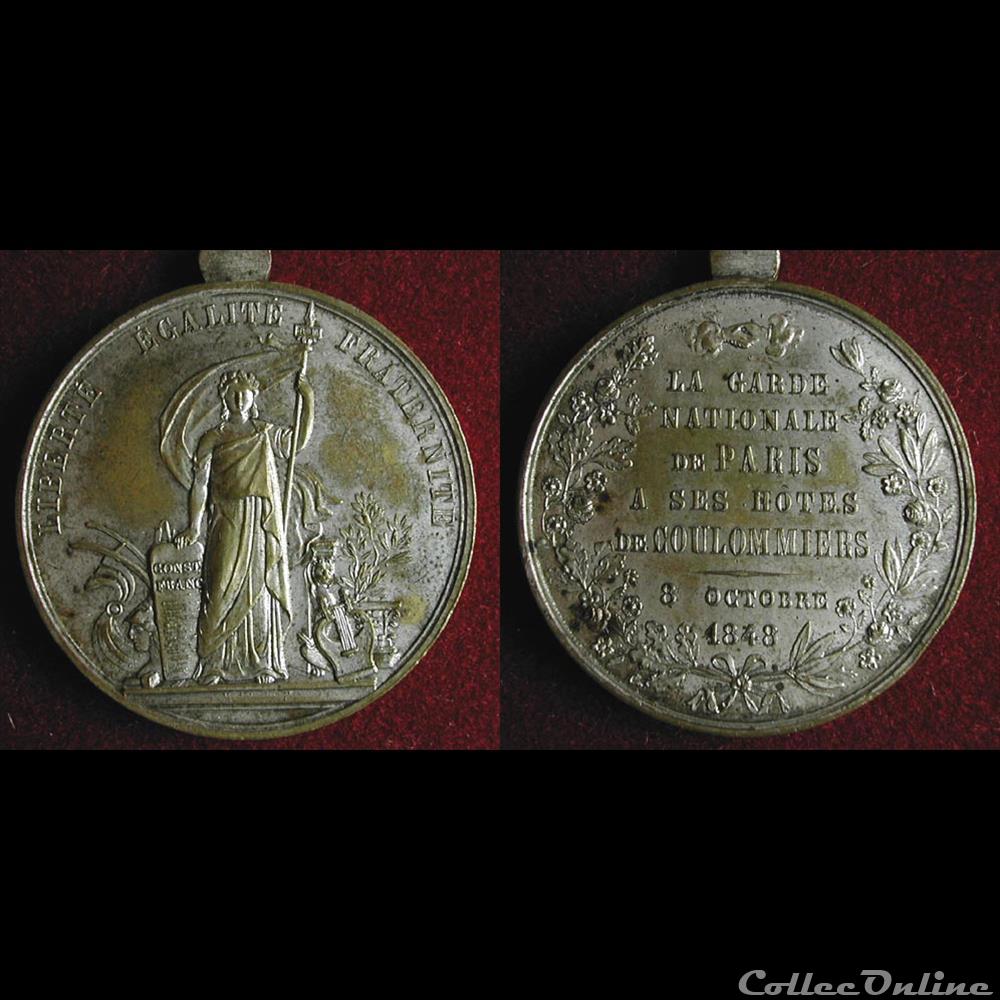 LIBERTÉ ÉGALITÉ FRATERNITÉ
CONST.
FRANC
LA GARDE
NATIONALE
DE PARIS
A SES HÔTES
DE COULOMMIERS
8 OCTOBRE
1848
CollecOnline